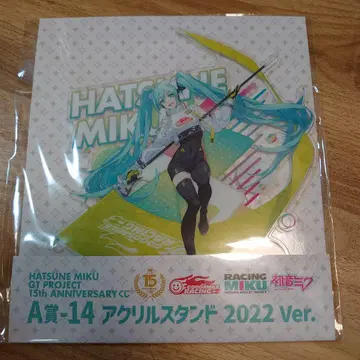 HATSUNE
MIKU
HATSUNE MIKU
GT PROJECT
15th ANNIVERSARY
15
RACING
MIKU
初音ミク
A賞-14 アクリルスタンド 2022 Ver.